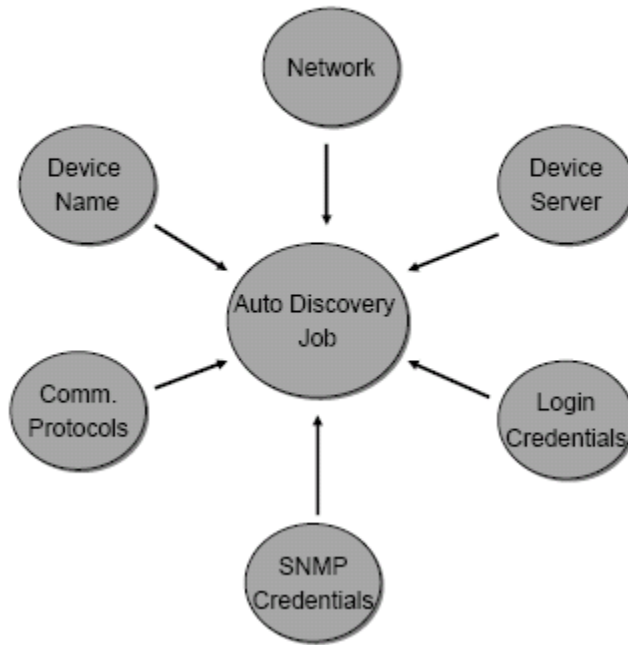 Network
Device
Name
Device
Server
Auto Discovery
Job
Comm.
Protocols
Login
Credentials
SNMP
Credentials